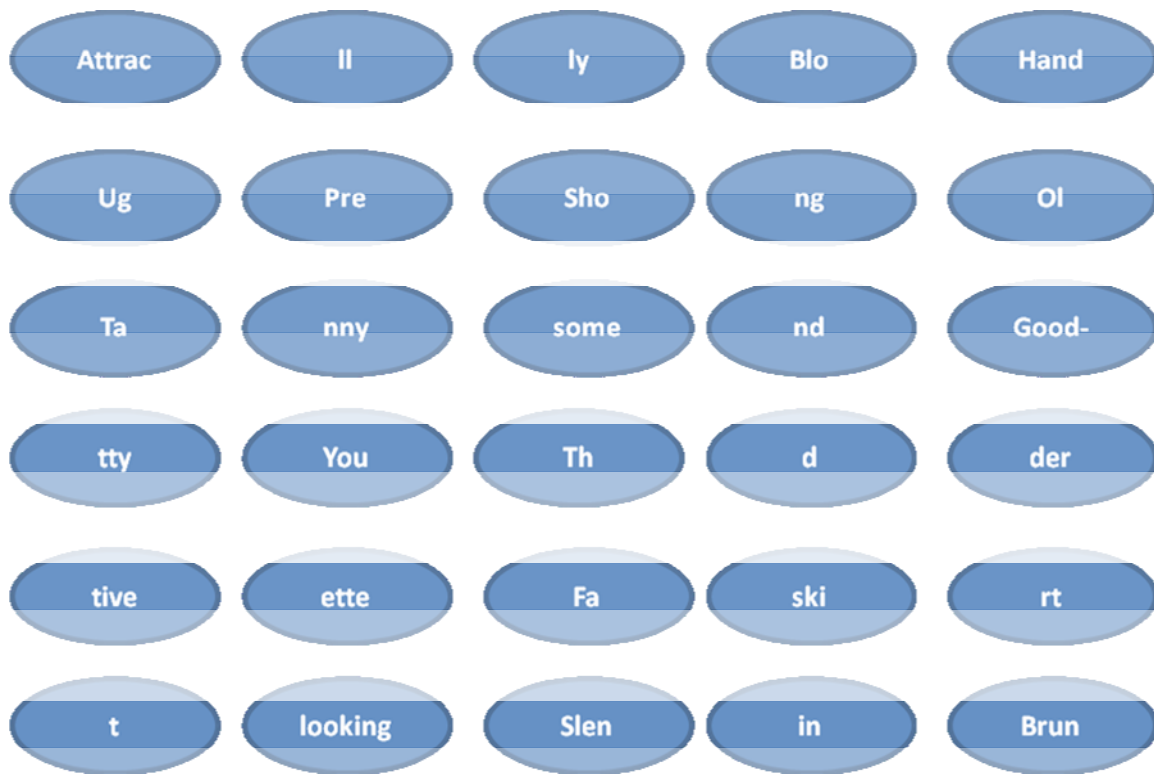 Attrac ll ly Blo Hand
Ug Pre Sho ng Ol
Ta nny some nd Good-
tty You Th d der
tive ette Fa ski rt
t looking Slen in Brun